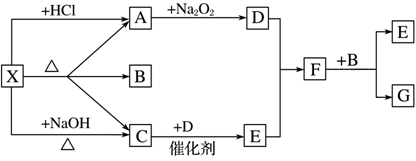 +HCl A +Na₂O₂ D E
X △ B F +B
+NaOH △ C +D 催化剂 E G